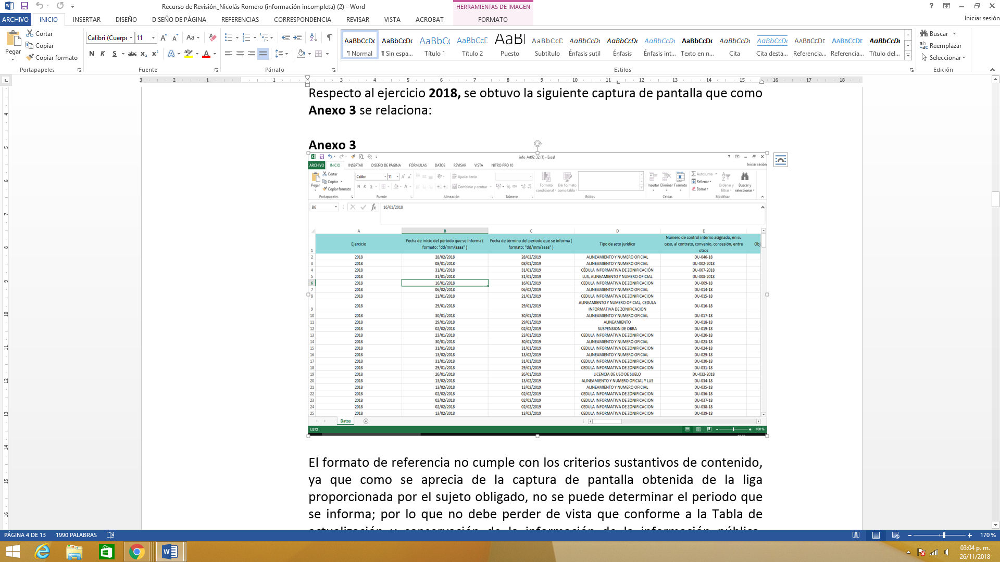 Recurso de Revisión_Nicolás Romero (información incompleta) (2) - Word
HERRAMIENTAS DE IMAGEN
Iniciar sesión
ARCHIVO INICIO INSERTAR DISEÑO DISEÑO DE PÁGINA REFERENCIAS CORRESPONDENCIA REVISAR VISTA ACROBAT FORMATO
Pegar
Cortar
Copiar
Copiar formato
Portapapeles
Calibri (Cuerpo 11
Fuente
Párrafo
AaBbCcDc AaBbCcDc AaBbCc AaBbCcD AaBl AaBbCcD AaBbCcDc AaBbCcDc AaBbCcDc AaBbCcDc AaBbCcDc AaBbCcDc AABBCCDD AABBCCDD AaBbCcDc
¶ Normal ¶ Sin espa... Título 1 Título 2 Puesto Subtítulo Énfasis sutil Énfasis Énfasis int... Texto en n... Cita Cita desta... Referencia... Referencia... Título del...
Estilos
Buscar
Reemplazar
Seleccionar
Edición
3 2 1 1 3 4 5 6 7 8 9 10 11 12 13 14 15 16 17 18
Respecto al ejercicio 2018, se obtuvo la siguiente captura de pantalla que como
Anexo 3 se relaciona:
Anexo 3
info_Art92_32 (1) - Excel
Iniciar sesión
ARCHIVO INICIO INSERTAR DISEÑO DE PÁGINA FÓRMULAS DATOS REVISAR VISTA NITRO PRO 10
Pegar
Cortar
Copiar
Copiar formato
Portapapeles
Calibri 11
Fuente
Ajustar texto
Combinar y centrar
Alineación
Número
Formato condicional
Dar formato como tabla
Estilos
Insertar Eliminar Formato
Celdas
Autosuma
Rellenar
Borrar
Ordenar y filtrar
Buscar y seleccionar
Modificar
B6 16/01/2018
A B C D E
1 Ejercicio Fecha de inicio del periodo que se informa ( formato: "dd/mm/aaaa" ) Fecha de término del periodo que se informa ( formato: "dd/mm/aaaa" ) Tipo de acto jurídico Número de control interno asignado, en su caso, al contrato, convenio, concesión, entre otros Obj
2 2018 28/02/2018 28/02/2019 ALINEAMIENTO Y NUMERO OFICIAL DU-046-18
3 2018 08/01/2018 08/01/2019 ALINEAMIENTO Y NUMERO OFICIAL DU-002-2018
4 2018 31/01/2018 31/01/2019 CÉDULA INFORMATIVA DE ZONIFICACIÓN DU-007-2018
5 2018 31/01/2018 31/01/2019 LUS, ALINEAMIENTO Y NUMERO OFICIAL DU-008-2018
6 2018 16/01/2018 16/01/2019 CEDULA INFORMATIVA DE ZONIFICACION DU-009-18
7 2018 06/02/2018 06/02/2019 ALINEAMIENTO Y NUMERO OFICIAL DU-014-18
8 2018 21/01/2018 21/01/2019 CEDULA INFORMATIVA DE ZONIFICACION DU-015-18
9 2018 29/01/2018 29/01/2019 ALINEAMIENTO Y NUMERO OFICIAL, CEDULA INFORMATIVA DE ZONIFICACION DU-016-18
10 2018 30/01/2018 30/01/2019 ALINEAMIENTO Y NUMERO OFICIAL DU-017-18
11 2018 29/01/2018 29/01/2019 ALINEAMIENTO DU-018-18
12 2018 02/02/2018 02/02/2019 SUSPENSION DE OBRA DU-019-18
13 2018 23/01/2018 23/01/2019 CEDULA INFORMATIVA DE ZONIFICACION DU-020-18
14 2018 30/01/2018 30/01/2019 ALINEAMIENTO Y NUMERO OFICIAL DU-023-18
15 2018 31/01/2018 31/01/2019 CEDULA INFORMATIVA DE ZONIFICACION DU-024-18
16 2018 13/02/2018 13/02/2019 ALINEAMIENTO Y NUMERO OFICIAL DU-029-18
17 2018 31/01/2018 31/01/2019 CEDULA INFORMATIVA DE ZONIFICACION DU-030-18
18 2018 29/01/2018 29/01/2019 CEDULA INFORMATIVA DE ZONIFICACION DU-031-18
19 2018 26/01/2018 26/01/2019 LICENCIA DE USO DE SUELO DU-032-2018
20 2018 13/02/2018 13/02/2019 ALINEAMIENTO Y NUMERO OFICIAL Y LUS DU-034-18
21 2018 13/02/2018 13/02/2019 ALINEAMIENTO Y NUMERO OFICIAL DU-035-18
22 2018 02/02/2018 02/02/2019 CEDULA INFORMATIVA DE ZONIFICACION DU-036-18
23 2018 02/02/2018 02/02/2019 CEDULA INFORMATIVA DE ZONIFICACION DU-037-18
24 2018 02/02/2018 02/02/2019 CEDULA INFORMATIVA DE ZONIFICACION DU-038-18
25 2018 13/02/2018 13/02/2019 CEDULA INFORMATIVA DE ZONIFICACION DU-039-18
Datos
LISTO 100 %
El formato de referencia no cumple con los criterios sustantivos de contenido,
ya que como se aprecia de la captura de pantalla obtenida de la liga
proporcionada por el sujeto obligado, no se puede determinar el periodo que
se informa; por lo que no debe perder de vista que conforme a la Tabla de
actualización y conservación de la información de la información pública
PÁGINA 4 DE 13 1990 PALABRAS 170 %
03:04 p. m.
26/11/2018